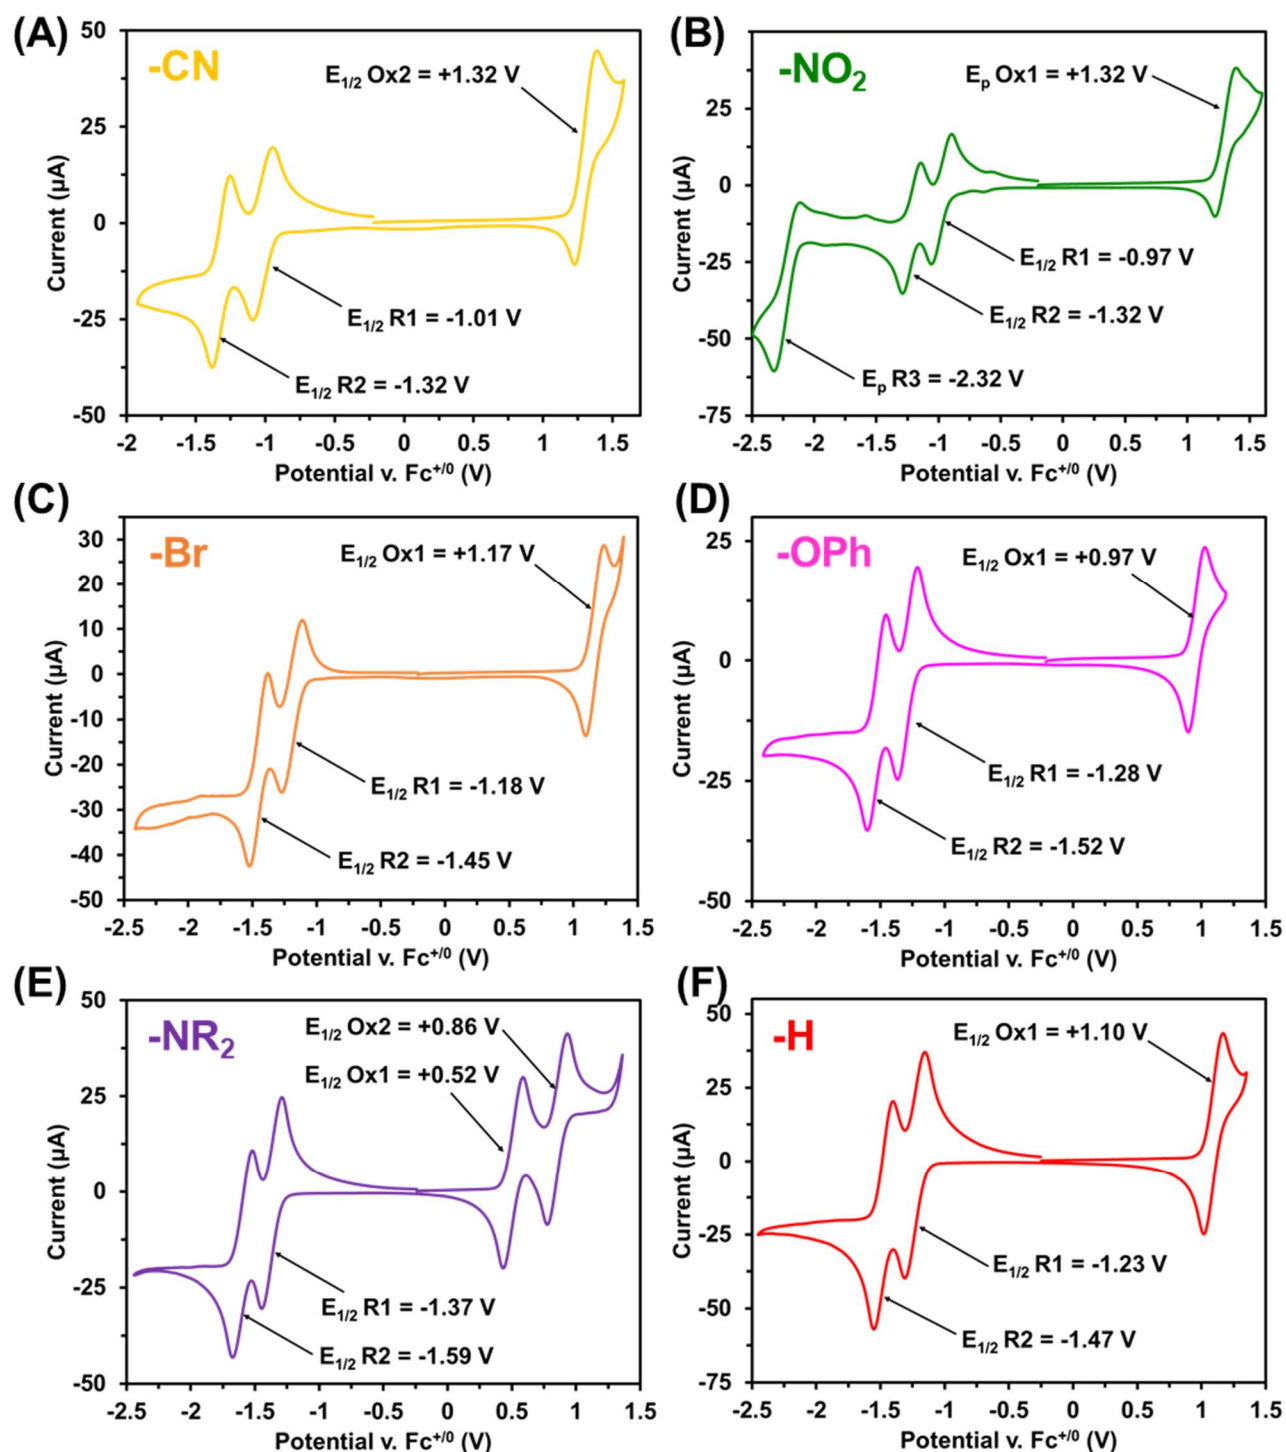 (A)
-CN
E1/2 Ox2 = +1.32 V
E1/2 R1 = -1.01 V
E1/2 R2 = -1.32 V
50
25
0
-25
-50
Current (µA)
-2 -1.5 -1 -0.5 0 0.5 1 1.5
Potential v. Fc+/0 (V)
(B)
-NO2
Ep Ox1 = +1.32 V
E1/2 R1 = -0.97 V
E1/2 R2 = -1.32 V
Ep R3 = -2.32 V
25
0
-25
-50
-75
Current (µA)
-2.5 -2 -1.5 -1 -0.5 0 0.5 1 1.5
Potential v. Fc+/0 (V)
(C)
-Br
E1/2 Ox1 = +1.17 V
E1/2 R1 = -1.18 V
E1/2 R2 = -1.45 V
30
20
10
0
-10
-20
-30
-40
-50
Current (µA)
-2.5 -2 -1.5 -1 -0.5 0 0.5 1 1.5
Potential v. Fc+/0 (V)
(D)
-OPh
E1/2 Ox1 = +0.97 V
E1/2 R1 = -1.28 V
E1/2 R2 = -1.52 V
25
0
-25
-50
Current (µA)
-2.5 -2 -1.5 -1 -0.5 0 0.5 1 1.5
Potential v. Fc+/0 (V)
(E)
-NR2
E1/2 Ox2 = +0.86 V
E1/2 Ox1 = +0.52 V
E1/2 R1 = -1.37 V
E1/2 R2 = -1.59 V
50
25
0
-25
-50
Current (µA)
-2.5 -2 -1.5 -1 -0.5 0 0.5 1 1.5
Potential v. Fc+/0 (V)
(F)
-H
E1/2 Ox1 = +1.10 V
E1/2 R1 = -1.23 V
E1/2 R2 = -1.47 V
50
25
0
-25
-50
-75
Current (µA)
-2.5 -2 -1.5 -1 -0.5 0 0.5 1 1.5
Potential v. Fc+/0 (V)